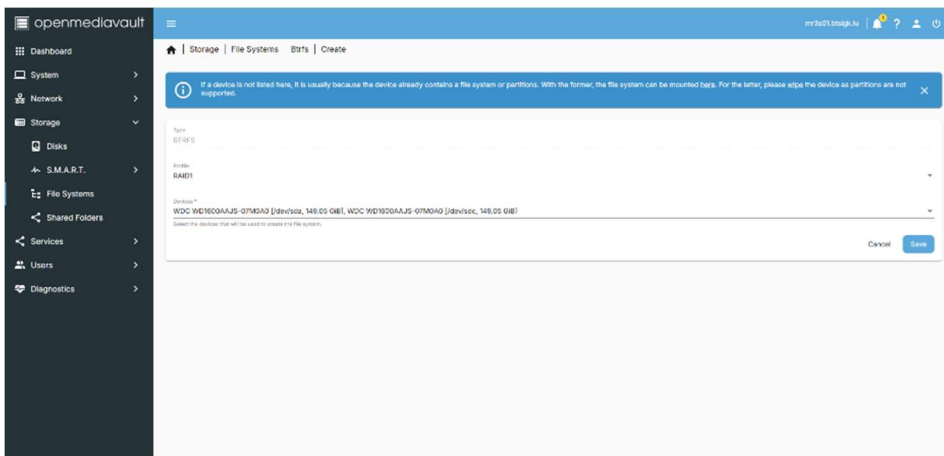 openmediavault
mr3s01.btsigk.lu
Dashboard
System
Network
Storage
Disks
S.M.A.R.T.
File Systems
Shared Folders
Services
Users
Diagnostics
Storage | File Systems Btrfs | Create
If a device is not listed here, it is usually because the device already contains a file system or partitions. With the former, the file system can be mounted here. For the latter, please wipe the device as partitions are not
supported.
Type
BTRFS
Profile
RAID1
Devices *
WDC WD1600AAJS-07M0A0 [/dev/sda, 149.05 GiB], WDC WD1600AAJS-07M0A0 [/dev/sdc, 149.05 GiB]
Select the devices that will be used to create the file system.
Cancel
Save